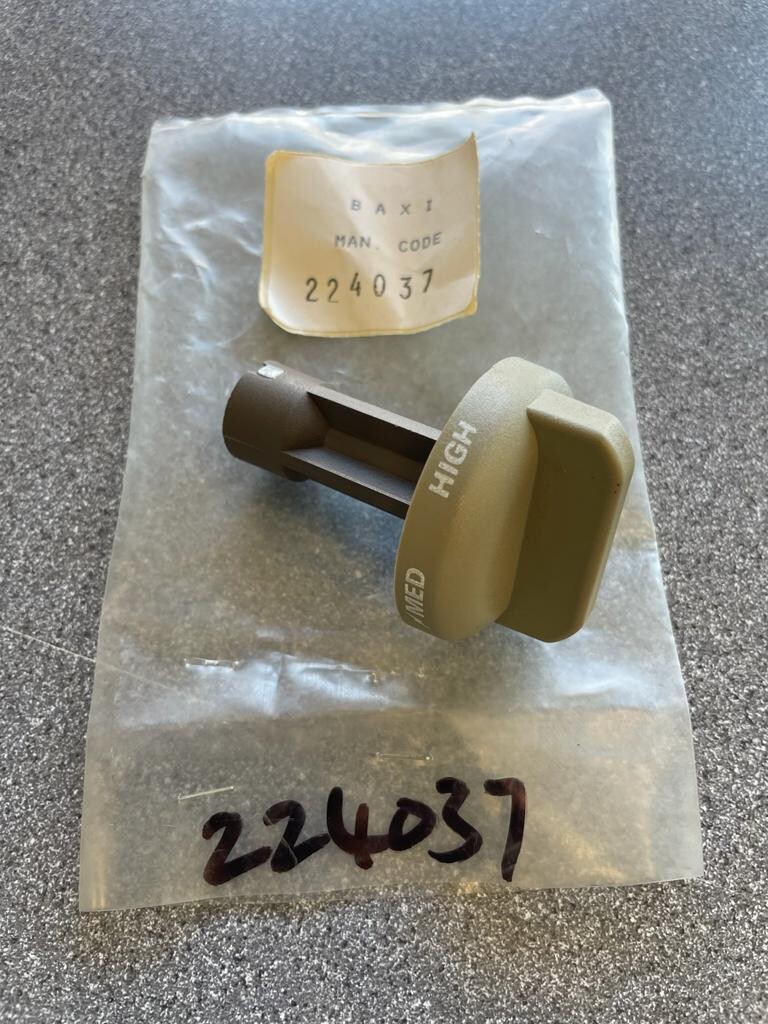 BAXI
MAN. CODE
224037
HIGH
/MED
224037